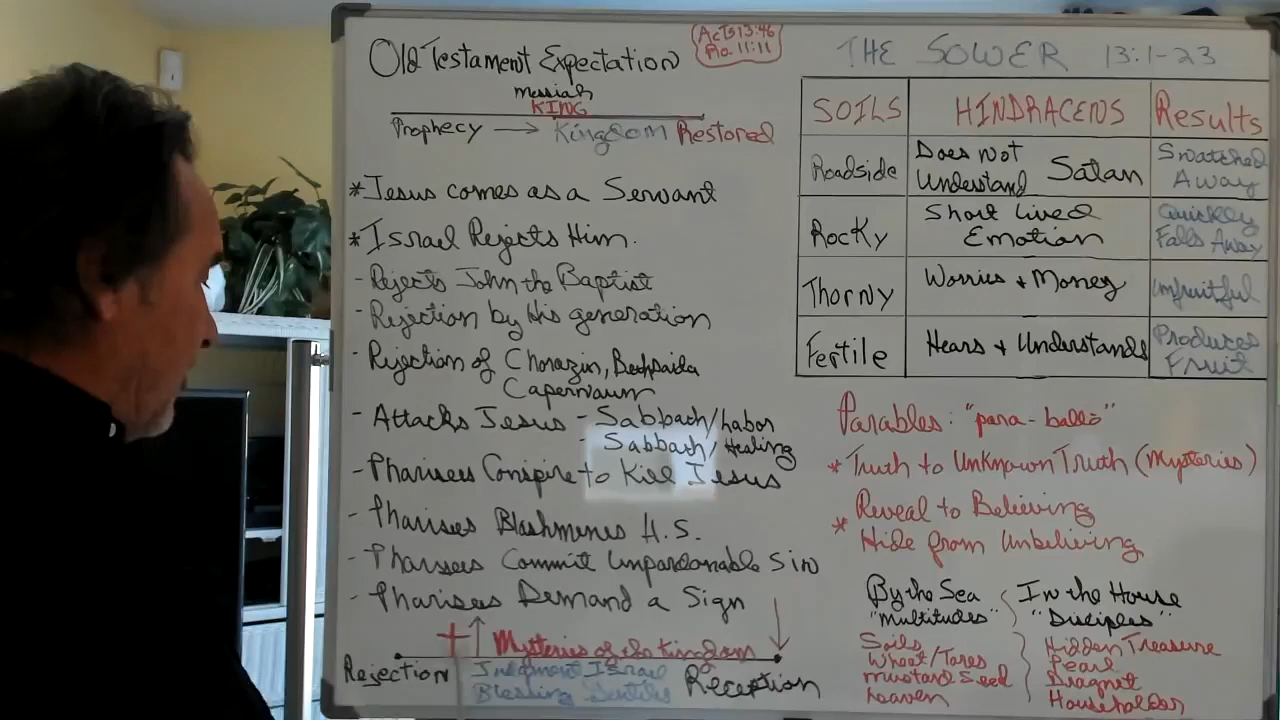 Old Testament Expectation
Acts 13:46
Ro. 11:11
Messiah
KING
Prophecy → Kingdom Restored
*Jesus comes as a Servant
*Israel Rejects Him.
- Rejects John the Baptist
- Rejection by His generation
- Rejection of Chorazin, Bethsaida
Capernaum
- Attacks Jesus - Sabbath/Labor
- Sabbath/Healing
- Pharisees Conspire to Kill Jesus
- Pharisees Blashmenes H.S.
- Pharisees Commit Unpardonable Sin
- Pharisees Demand a Sign
Mysteries of the Kingdom
Rejection
Judgment Israel
Blessing Gentiles
Reception
THE SOWER 13:1-23
SOILS HINDRACENS Results
Roadside Does Not Understand Satan Snatched Away
Rocky Short Lived Emotion Quickly Falls Away
Thorny Worries + Money Unfruitful
Fertile Hears + Understands Produces Fruit
Parables: "para-ballō"
* Truth to Unknown Truth (Mysteries)
* Reveal to Believing
Hide from Unbeliving
By the Sea
"Multitudes"
Soils
Wheat/Tares
Mustard Seed
Leaven
In the House
"Disciples"
Hidden Treasure
Pearl
Dragnet
Householder